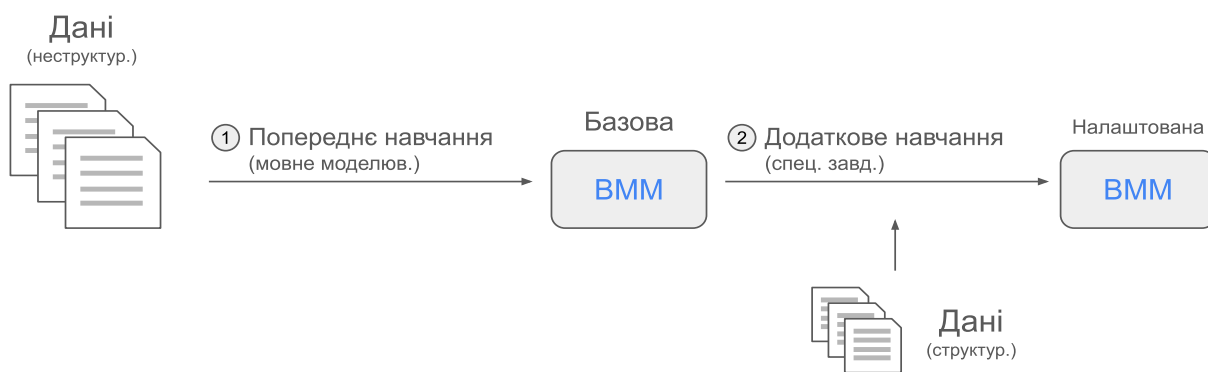 Дані
(неструктур.)
1 Попереднє навчання
(мовне моделюв.)
Базова
ВММ
2 Додаткове навчання
(спец. завд.)
Налаштована
ВММ
Дані
(структур.)